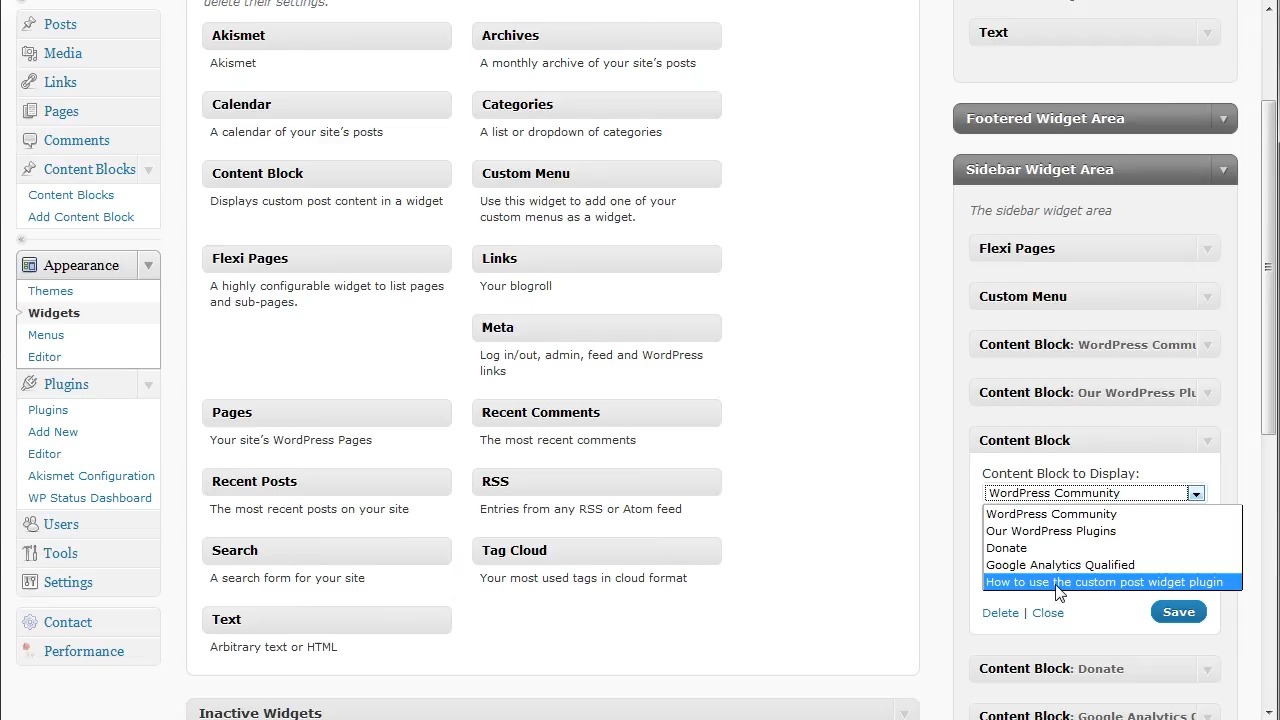 Posts
Media
Links
Pages
Comments
Content Blocks
Content Blocks
Add Content Block
Appearance
Themes
Widgets
Menus
Editor
Plugins
Plugins
Add New
Editor
Akismet Configuration
WP Status Dashboard
Users
Tools
Settings
Contact
Performance
delete their settings.
Akismet
Akismet
Archives
A monthly archive of your site's posts
Calendar
A calendar of your site's posts
Categories
A list or dropdown of categories
Content Block
Displays custom post content in a widget
Custom Menu
Use this widget to add one of your
custom menus as a widget.
Flexi Pages
A highly configurable widget to list pages
and sub-pages.
Links
Your blogroll
Meta
Log in/out, admin, feed and WordPress
links
Pages
Your site's WordPress Pages
Recent Comments
The most recent comments
Recent Posts
The most recent posts on your site
RSS
Entries from any RSS or Atom feed
Search
A search form for your site
Tag Cloud
Your most used tags in cloud format
Text
Arbitrary text or HTML
Inactive Widgets
Text
Footered Widget Area
Sidebar Widget Area
The sidebar widget area
Flexi Pages
Custom Menu
Content Block: WordPress Commu
Content Block: Our WordPress Plu
Content Block
Content Block to Display:
WordPress Community
WordPress Community
Our WordPress Plugins
Donate
Google Analytics Qualified
How to use the custom post widget plugin
Delete | Close
Save
Content Block: Donate
Content Block: Google Analytics Q